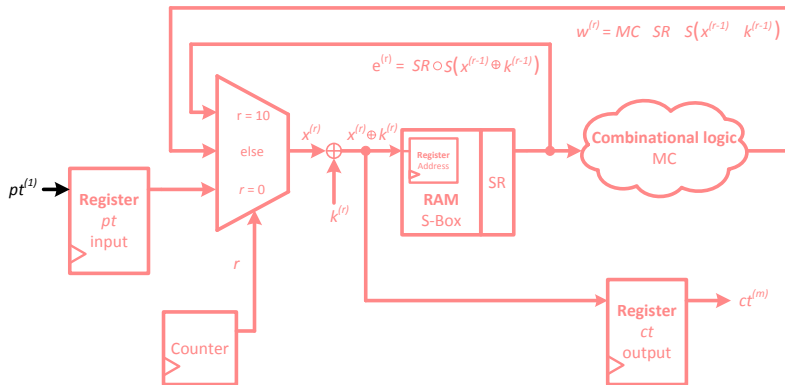 w^(r) = MC SR S(x^(r-1) k^(r-1))
e^(r) = SR ○ S(x^(r-1) ⊕ k^(r-1))
r = 10
else
r = 0
x^(r)
x^(r) ⊕ k^(r)
k^(r)
Register
Address
RAM
S-Box
SR
Combinational logic
MC
pt^(1)
Register
pt
input
r
Counter
Register
ct
output
ct^(m)